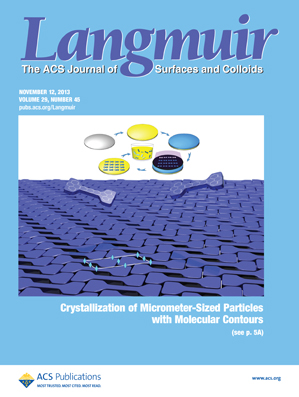 Langmuir
The ACS Journal of Surfaces and Colloids
NOVEMBER 12, 2013
VOLUME 29, NUMBER 45
pubs.acs.org/Langmuir
Crystallization of Micrometer-Sized Particles
with Molecular Contours
(see p. 5A)
ACS Publications
MOST TRUSTED. MOST CITED. MOST READ.
www.acs.org